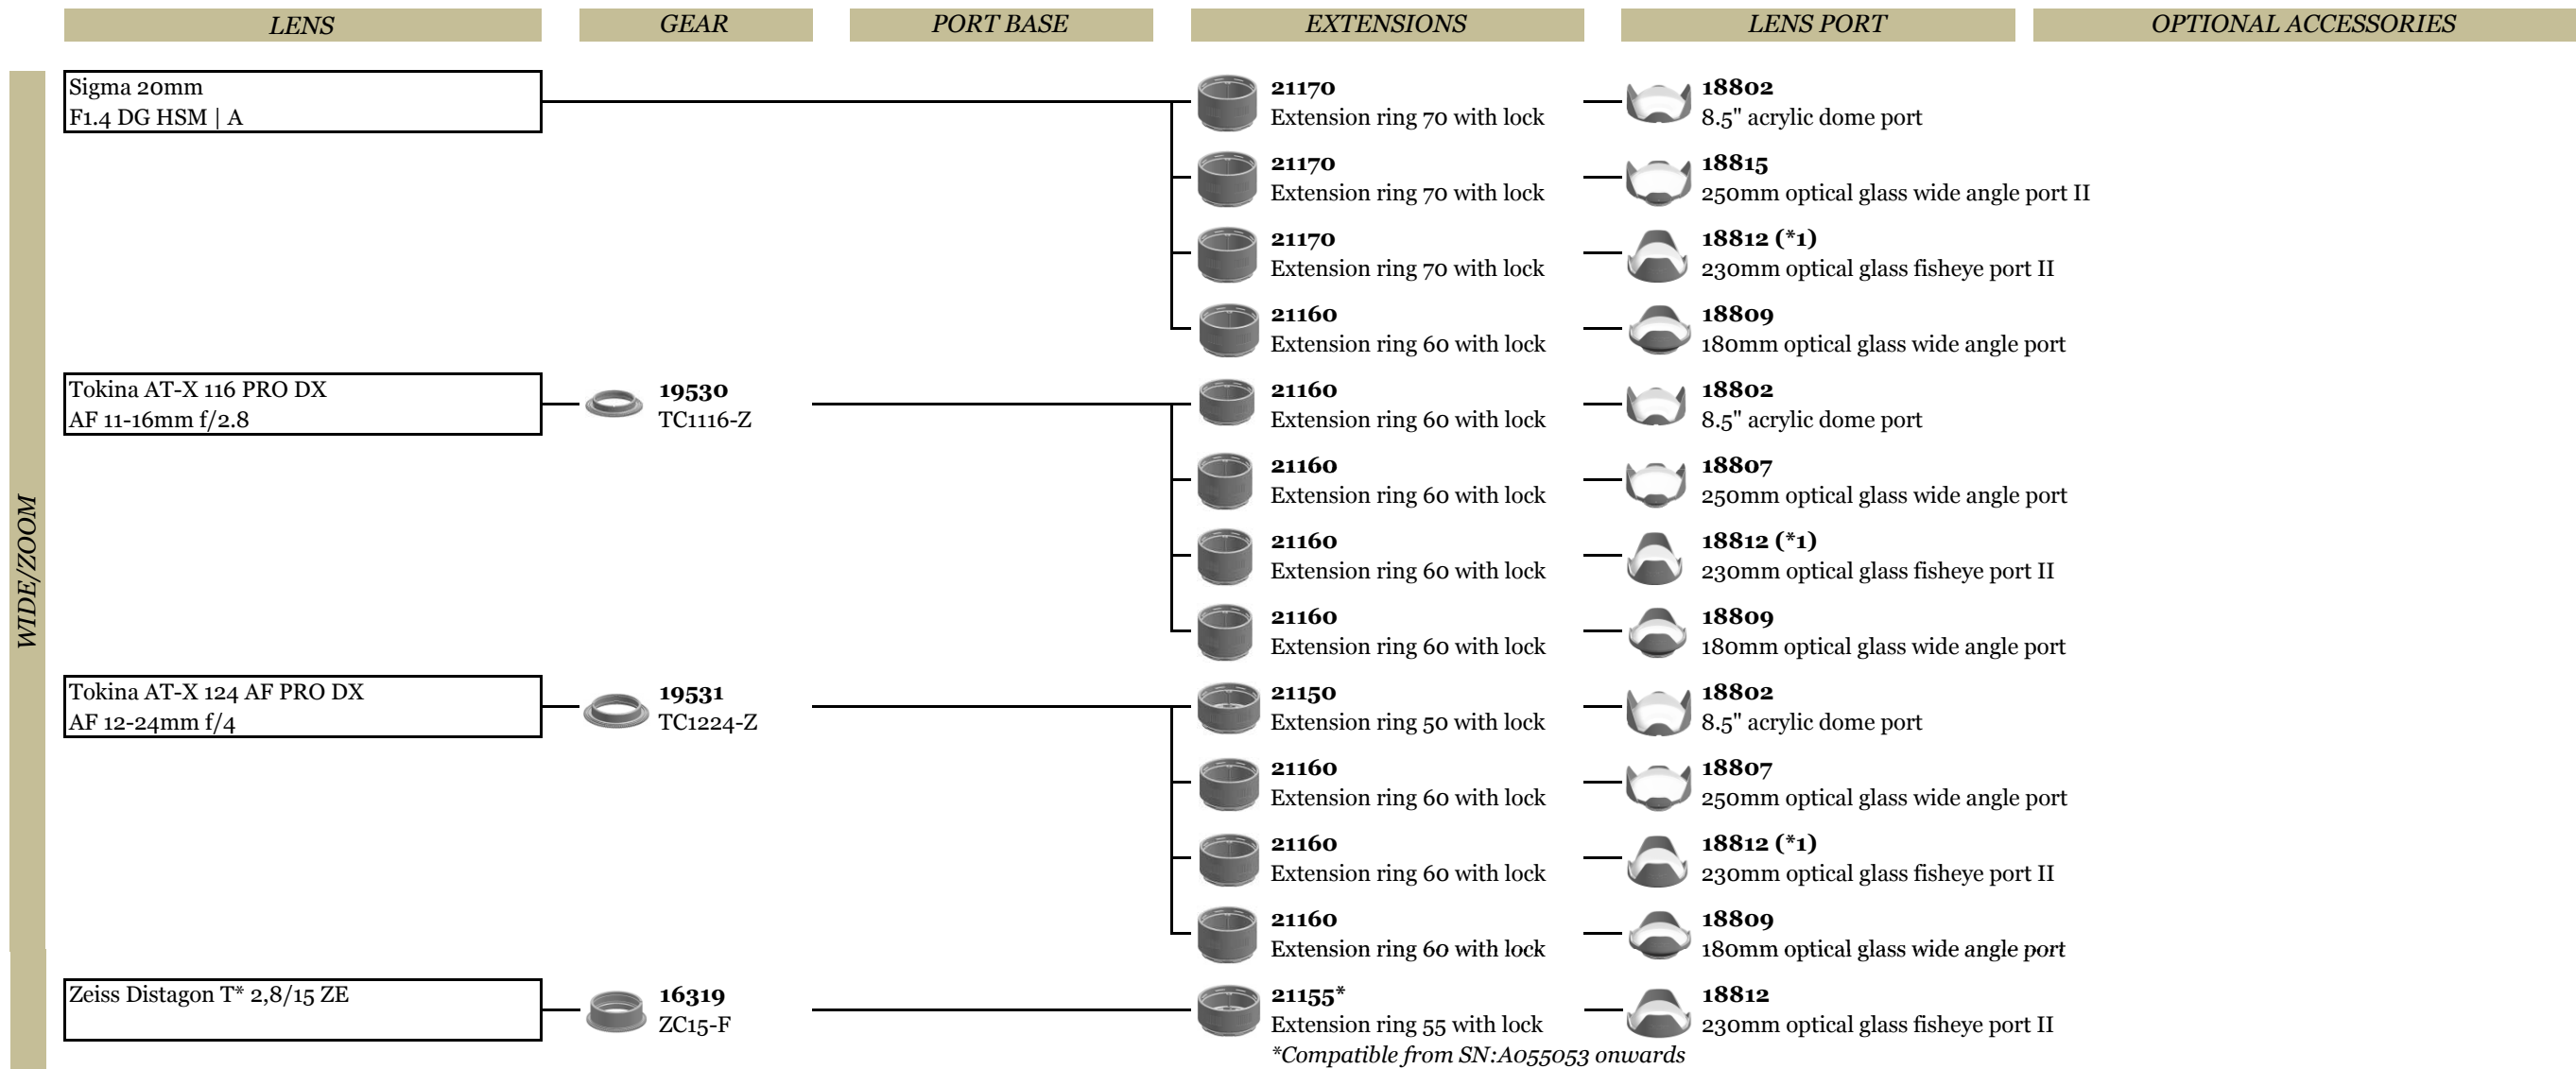 LENS GEAR PORT BASE EXTENSIONS LENS PORT OPTIONAL ACCESSORIES
WIDE/ZOOM
Sigma 20mm
F1.4 DG HSM | A
21170
Extension ring 70 with lock
18802
8.5" acrylic dome port
21170
Extension ring 70 with lock
18815
250mm optical glass wide angle port II
21170
Extension ring 70 with lock
18812 (*1)
230mm optical glass fisheye port II
21160
Extension ring 60 with lock
18809
180mm optical glass wide angle port
Tokina AT-X 116 PRO DX
AF 11-16mm f/2.8
19530
TC1116-Z
21160
Extension ring 60 with lock
18802
8.5" acrylic dome port
21160
Extension ring 60 with lock
18807
250mm optical glass wide angle port
21160
Extension ring 60 with lock
18812 (*1)
230mm optical glass fisheye port II
21160
Extension ring 60 with lock
18809
180mm optical glass wide angle port
Tokina AT-X 124 AF PRO DX
AF 12-24mm f/4
19531
TC1224-Z
21150
Extension ring 50 with lock
18802
8.5" acrylic dome port
21160
Extension ring 60 with lock
18807
250mm optical glass wide angle port
21160
Extension ring 60 with lock
18812 (*1)
230mm optical glass fisheye port II
21160
Extension ring 60 with lock
18809
180mm optical glass wide angle port
Zeiss Distagon T* 2,8/15 ZE
16319
ZC15-F
21155*
Extension ring 55 with lock
*Compatible from SN:A055053 onwards
18812
230mm optical glass fisheye port II